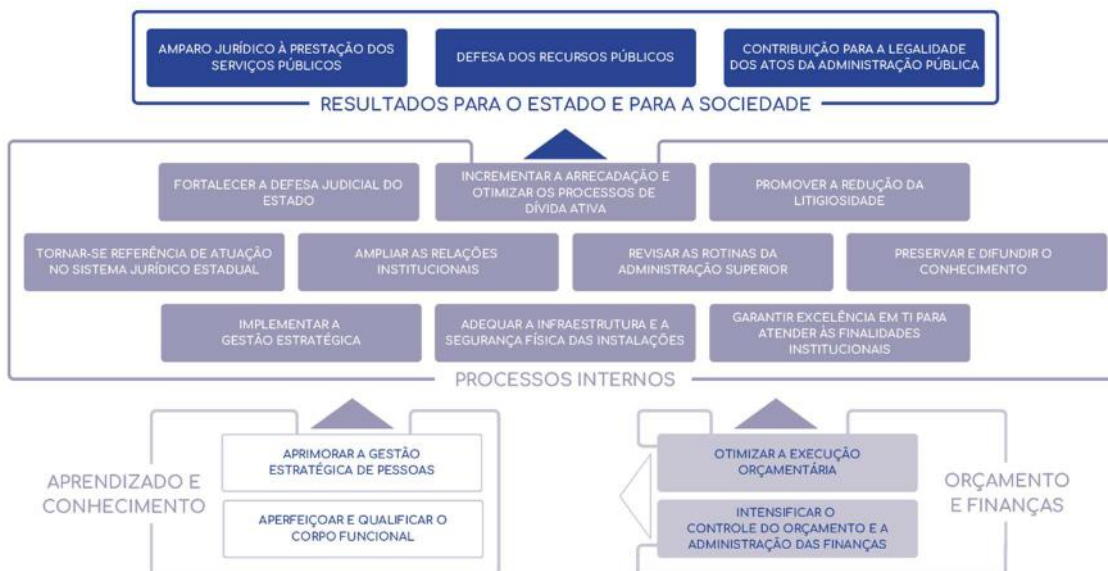 AMPARO JURÍDICO À PRESTAÇÃO DOS
SERVIÇOS PÚBLICOS
DEFESA DOS RECURSOS PÚBLICOS
CONTRIBUIÇÃO PARA A LEGALIDADE
DOS ATOS DA ADMINISTRAÇÃO PÚBLICA
RESULTADOS PARA O ESTADO E PARA A SOCIEDADE
FORTALECER A DEFESA JUDICIAL DO
ESTADO
INCREMENTAR A ARRECADAÇÃO E
OTIMIZAR OS PROCESSOS DE
DÍVIDA ATIVA
PROMOVER A REDUÇÃO DA
LITIGIOSIDADE
TORNAR-SE REFERÊNCIA DE ATUAÇÃO
NO SISTEMA JURÍDICO ESTADUAL
AMPLIAR AS RELAÇÕES
INSTITUCIONAIS
REVISAR AS ROTINAS DA
ADMINISTRAÇÃO SUPERIOR
PRESERVAR E DIFUNDIR O
CONHECIMENTO
IMPLEMENTAR A
GESTÃO ESTRATÉGICA
ADEQUAR A INFRAESTRUTURA E A
SEGURANÇA FÍSICA DAS INSTALAÇÕES
GARANTIR EXCELÊNCIA EM TI PARA
ATENDER ÀS FINALIDADES
INSTITUCIONAIS
PROCESSOS INTERNOS
APRENDIZADO E
CONHECIMENTO
APRIMORAR A GESTÃO
ESTRATÉGICA DE PESSOAS
APERFEIÇOAR E QUALIFICAR O
CORPO FUNCIONAL
OTIMIZAR A EXECUÇÃO
ORÇAMENTÁRIA
INTENSIFICAR O
CONTROLE DO ORÇAMENTO E A
ADMINISTRAÇÃO DAS FINANÇAS
ORÇAMENTO
E FINANÇAS